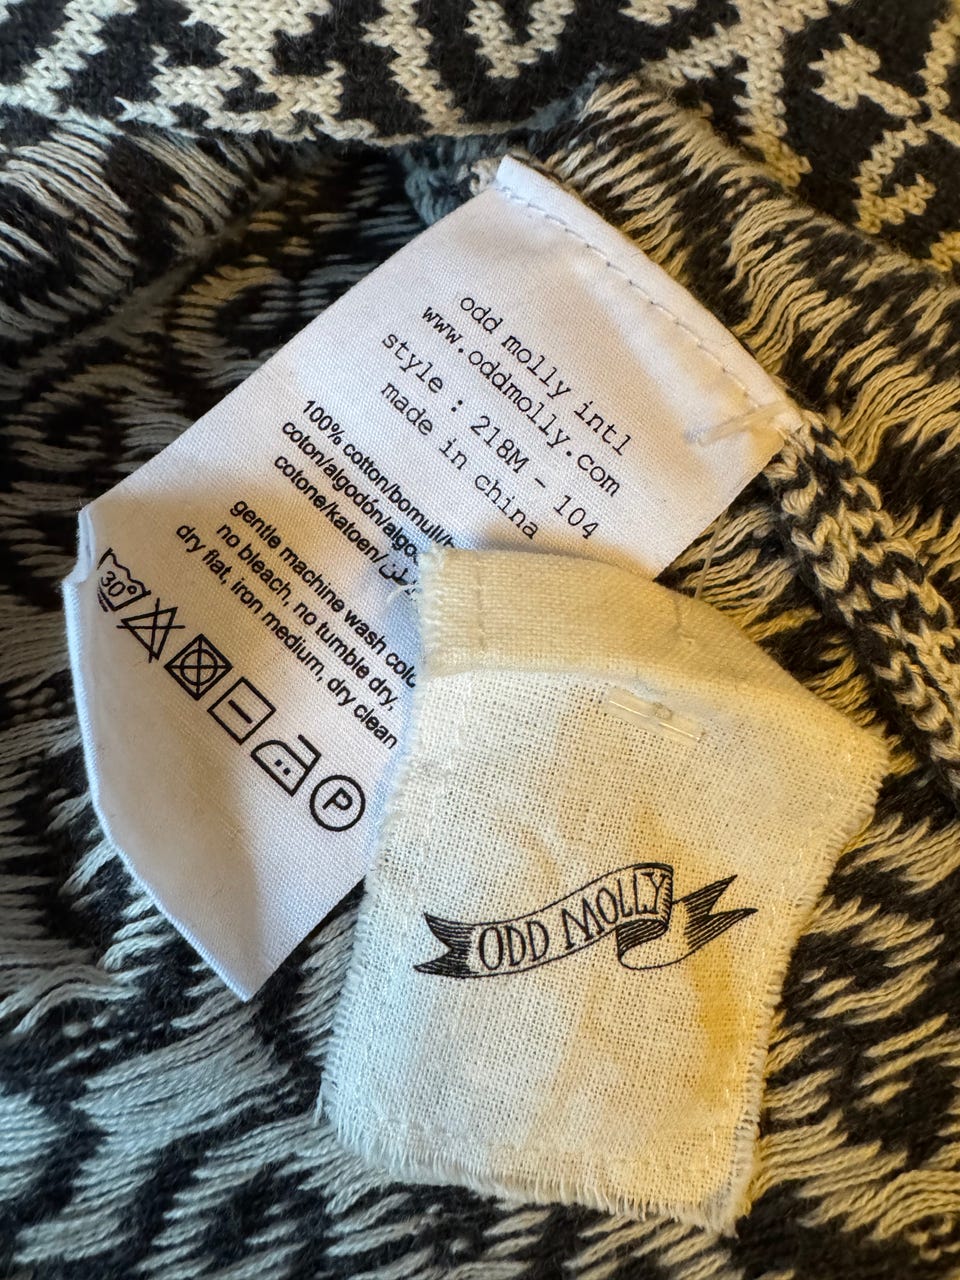 odd molly intl
www.oddmolly.com
style : 218M - 104
made in china
100% cotton/bomull/
coton/algodón/algo
cotone/katoen/
gentle machine wash
no bleach, no tumble dry,
dry flat, iron medium, dry clean
30°
P
ODD MOLLY